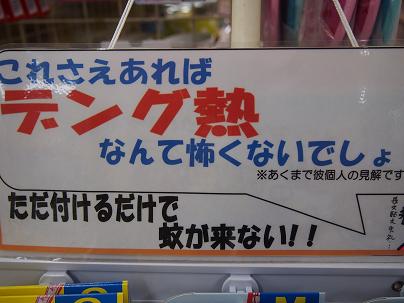 これさえあれば
デング熱
なんて怖くないでしょ
※あくまで彼個人の見解です
ただ付けるだけで
蚊が来ない!!